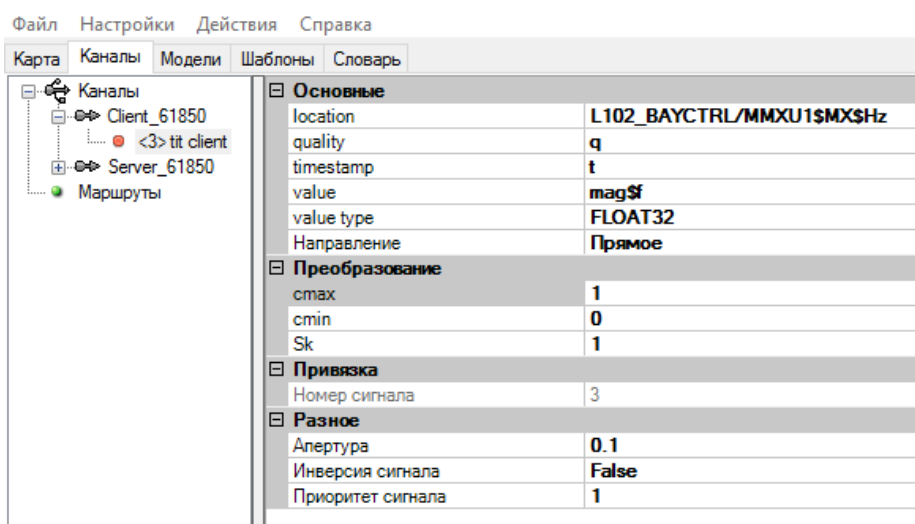 Файл Настройки Действия Справка
Карта Каналы Модели Шаблоны Словарь
Каналы
Client_61850
<3> tit client
Server_61850
Маршруты
Основные
location L102_BAYCTRL/MMXU1$MX$Hz
quality q
timestamp t
value mag$f
value type FLOAT32
Направление Прямое
Преобразование
cmax 1
cmin 0
Sk 1
Привязка
Номер сигнала 3
Разное
Апертура 0.1
Инверсия сигнала False
Приоритет сигнала 1